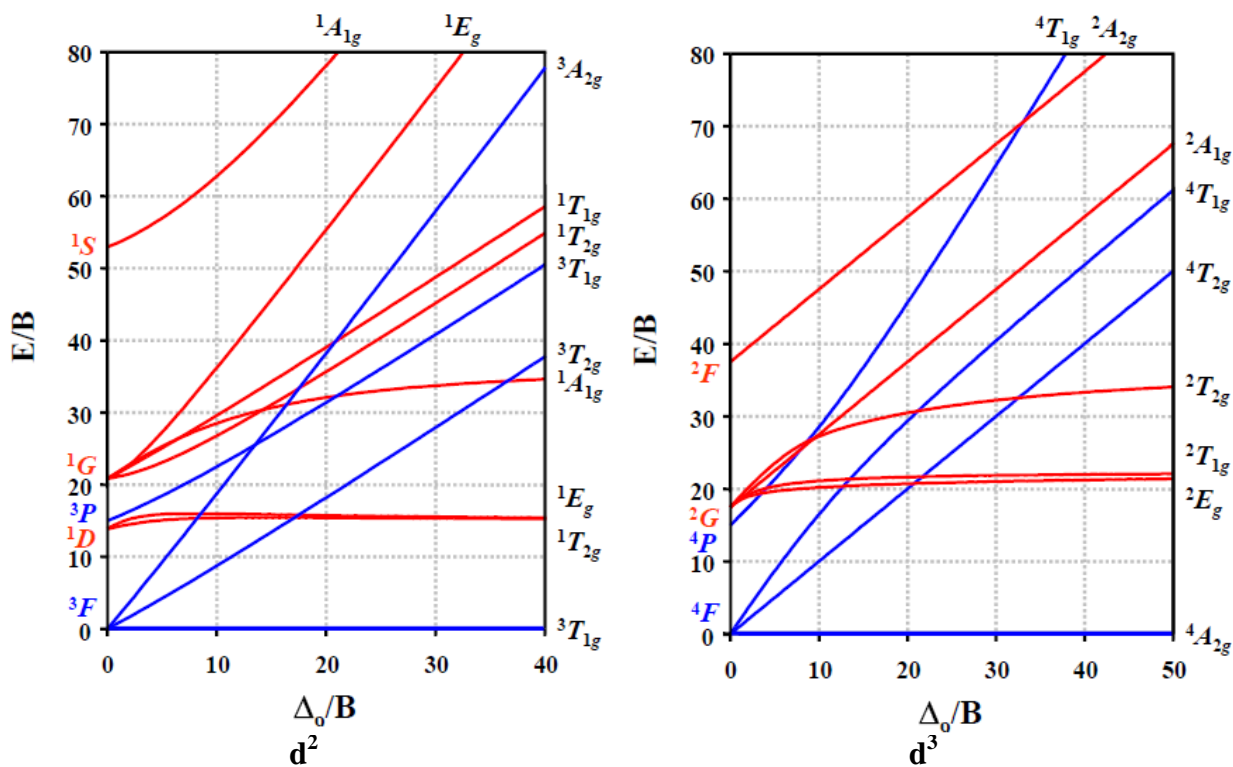 ¹A₁g ¹Eg
80
³A₂g
70
60
¹T₁g
¹S
¹T₂g
50
³T₁g
E/B
40
³T₂g
¹A₁g
30
¹G
20
³P
¹Eg
¹D
10
¹T₂g
³F
0
³T₁g
0 10 20 30 40
Δₒ/B
d²
⁴T₁g ²A₂g
80
70
²A₁g
⁴T₁g
60
50
⁴T₂g
E/B
40
²F
²T₂g
30
²T₁g
20
²G
²Eg
⁴P
10
⁴F
0
⁴A₂g
0 10 20 30 40 50
Δₒ/B
d³